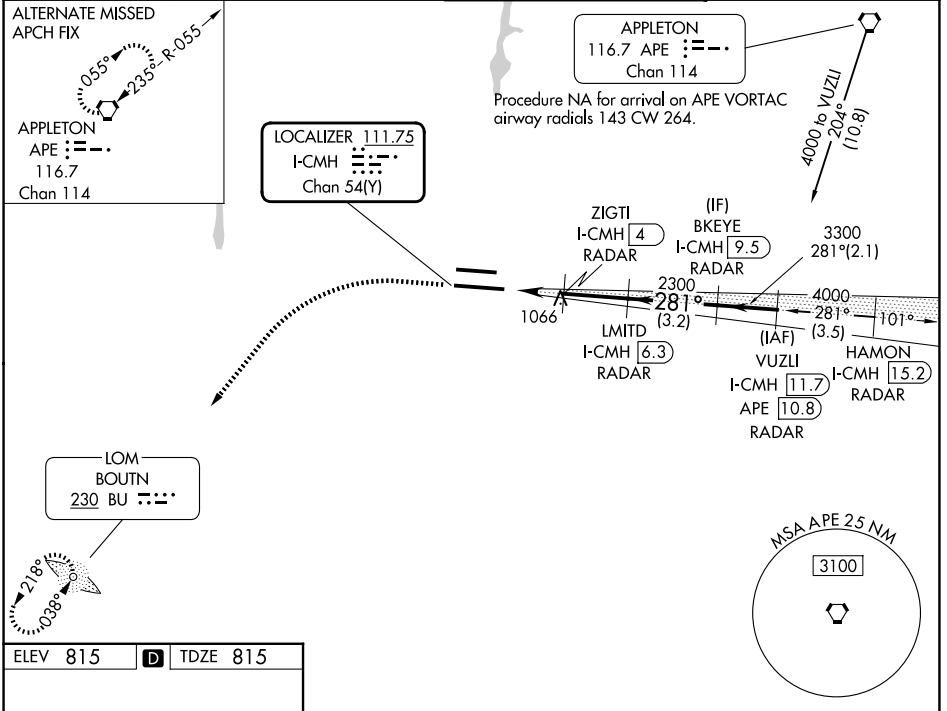 ALTERNATE MISSED
APCH FIX
055°
235°
R-055
APPLETON
APE
116.7
Chan 114
LOCALIZER 111.75
I-CMH
Chan 54(Y)
APPLETON
116.7 APE
Chan 114
Procedure NA for arrival on APE VORTAC
airway radials 143 CW 264.
4000 to VUZLI
204°
(10.8)
ZIGTI
I-CMH 4
RADAR
(IF)
BKEYE
I-CMH 9.5
RADAR
3300
281°(2.1)
2300
281°
(3.2)
4000
281°
(3.5)
101°
1066
LMITD
I-CMH 6.3
RADAR
(IAF)
VUZLI
I-CMH 11.7
APE 10.8
RADAR
HAMON
I-CMH 15.2
RADAR
LOM
BOUTN
230 BU
218°
038°
MSA APE 25 NM
3100
ELEV 815 D TDZE 815